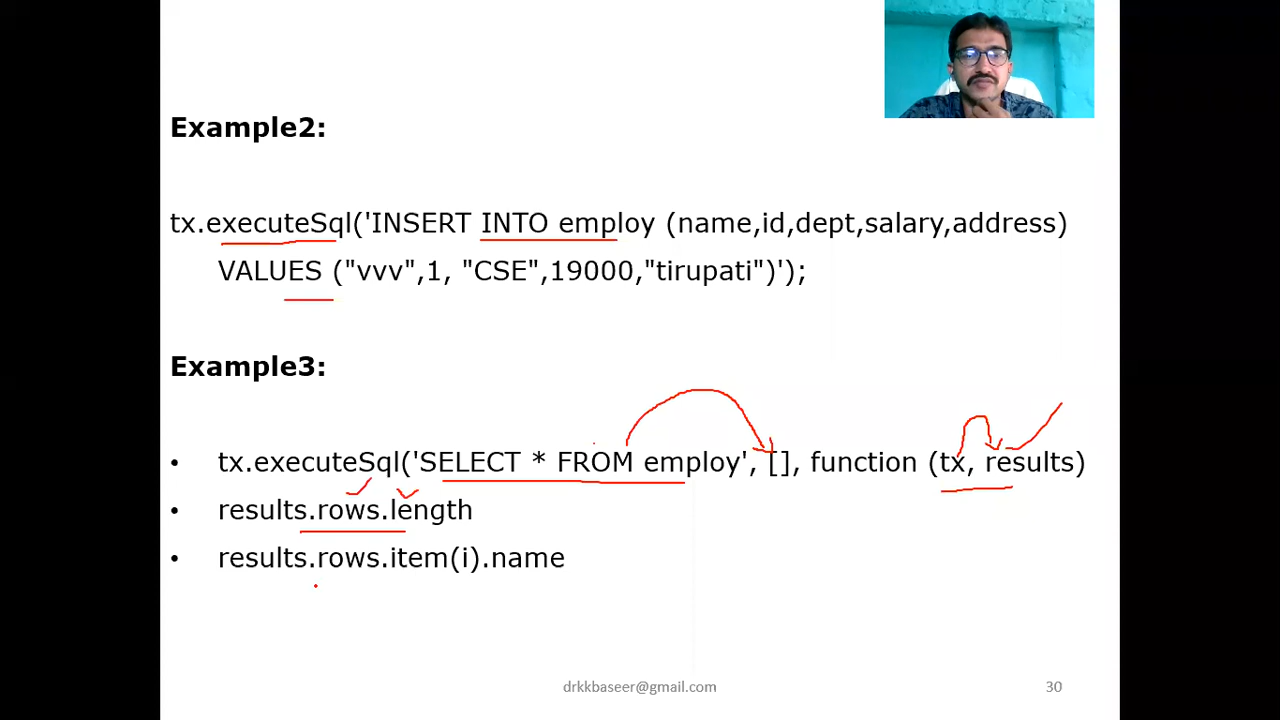 Example2:
tx.executeSql('INSERT INTO employ (name,id,dept,salary,address)
VALUES ("vvv",1, "CSE",19000,"tirupati")');
Example3:
• tx.executeSql('SELECT * FROM employ', [], function (tx, results)
• results.rows.length
• results.rows.item(i).name
drkkbaseer@gmail.com 30